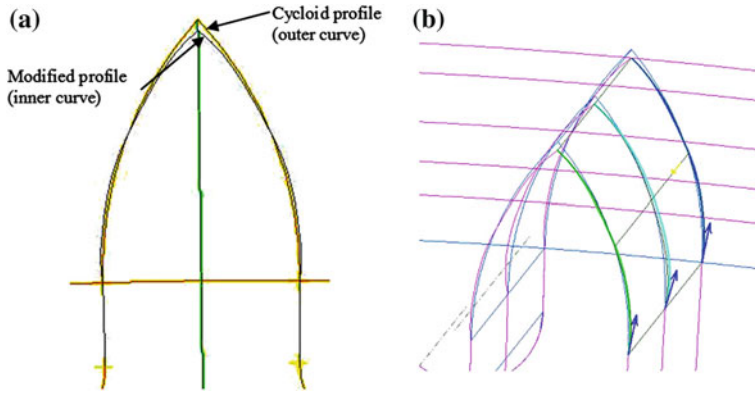 (a)
Cycloid profile
(outer curve)
Modified profile
(inner curve)
(b)